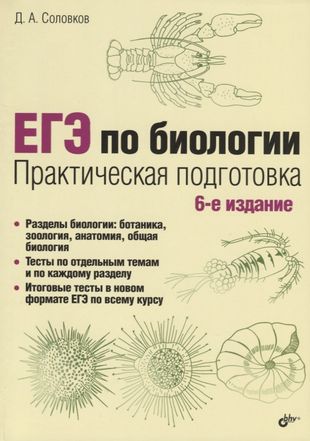 Д. А. Соловков
ЕГЭ по биологии
Практическая подготовка
6-е издание
• Разделы биологии: ботаника,
зоология, анатомия, общая
биология
• Тесты по отдельным темам
и по каждому разделу
• Итоговые тесты в новом
формате ЕГЭ по всему курсу
bhv®